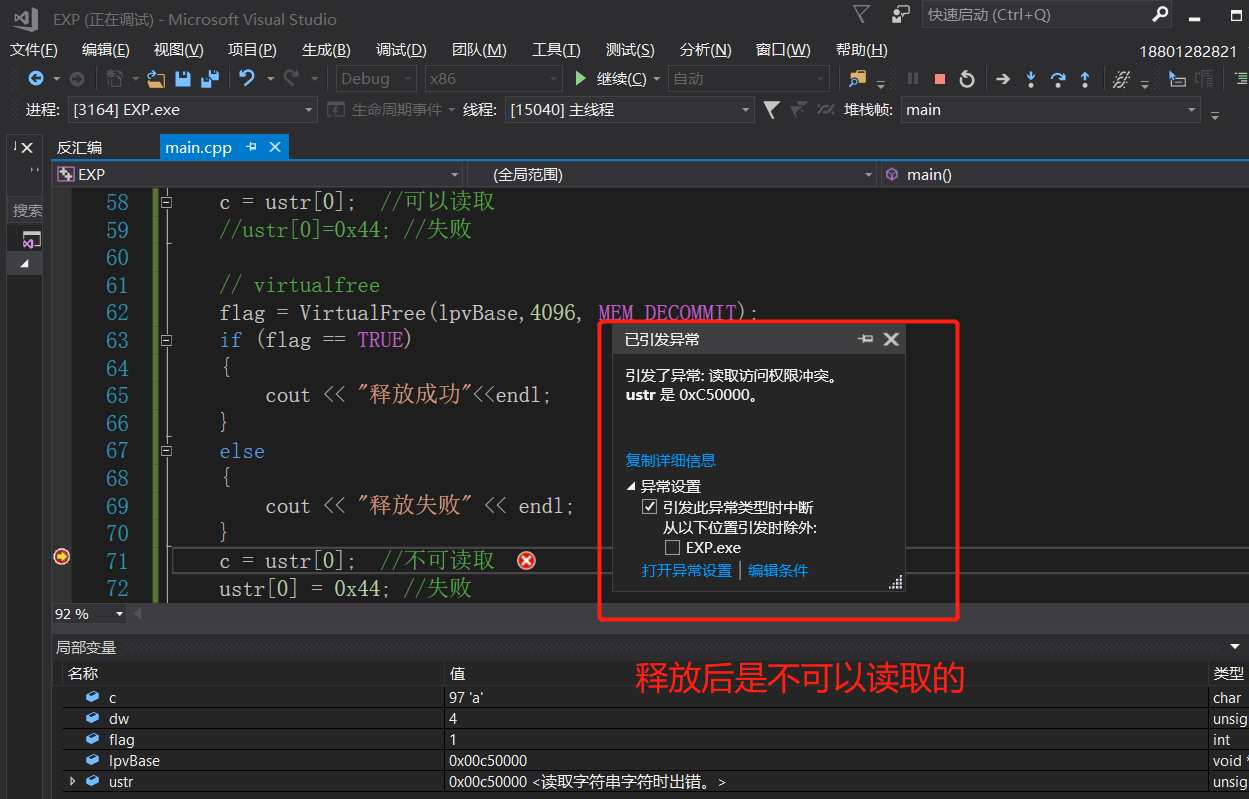 EXP (正在调试) - Microsoft Visual Studio
快速启动 (Ctrl+Q)
文件(F) 编辑(E) 视图(V) 项目(P) 生成(B) 调试(D) 团队(M) 工具(T) 测试(S) 分析(N) 窗口(W) 帮助(H) 18801282821
Debug x86 继续(C) 自动
进程: [3164] EXP.exe 生命周期事件 线程: [15040] 主线程 堆栈帧: main
反汇编 main.cpp
EXP (全局范围) main()
搜索
58 c = ustr[0]; //可以读取
59 //ustr[0]=0x44; //失败
60
61 // virtualfree
62 flag = VirtualFree(lpvBase,4096, MEM_DECOMMIT);
63 if (flag == TRUE)
64 {
65 cout << "释放成功"<<endl;
66 }
67 else
68 {
69 cout << "释放失败" << endl;
70 }
71 c = ustr[0]; //不可读取
72 ustr[0] = 0x44; //失败
已引发异常
引发了异常: 读取访问权限冲突。
ustr 是 0xC50000。
复制详细信息
异常设置
引发此异常类型时中断
从以下位置引发时除外:
EXP.exe
打开异常设置 | 编辑条件
92 %
局部变量
释放后是不可以读取的
名称 值 类型
c 97 'a' char
dw 4 unsig
flag 1 int
lpvBase 0x00c50000 void *
ustr 0x00c50000 <读取字符串字符时出错。> unsig